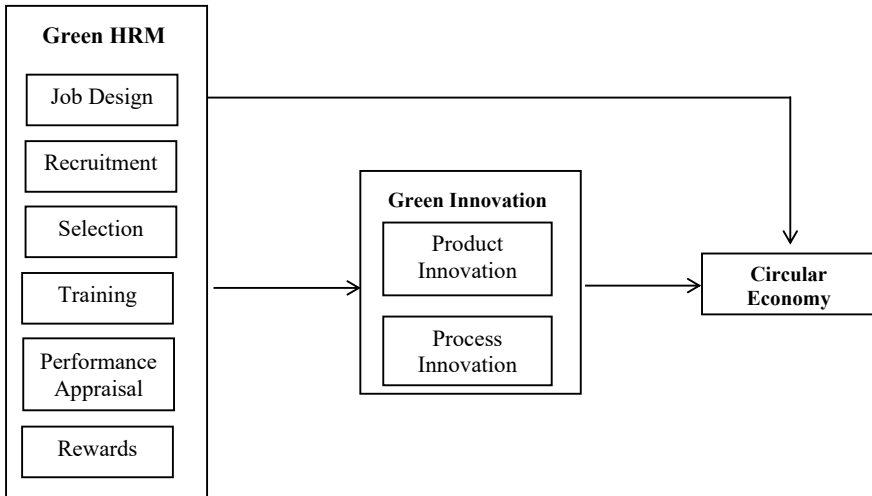 Green HRM
Job Design
Recruitment
Selection
Training
Performance
Appraisal
Rewards
Green Innovation
Product
Innovation
Process
Innovation
Circular
Economy